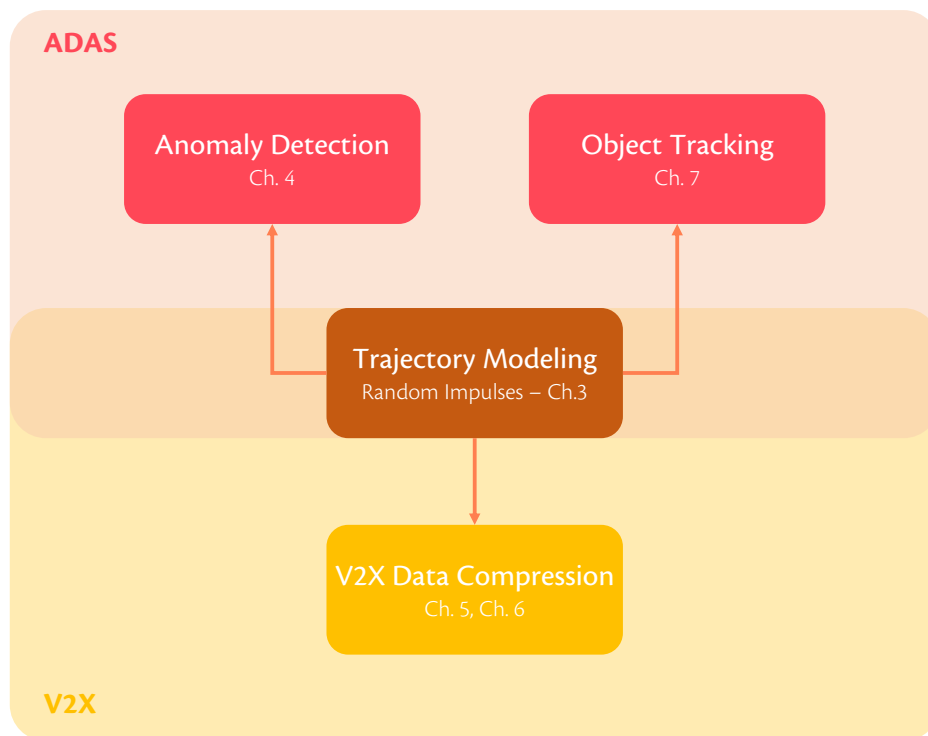 ADAS
Anomaly Detection
Ch. 4
Object Tracking
Ch. 7
Trajectory Modeling
Random Impulses – Ch.3
V2X Data Compression
Ch. 5, Ch. 6
V2X